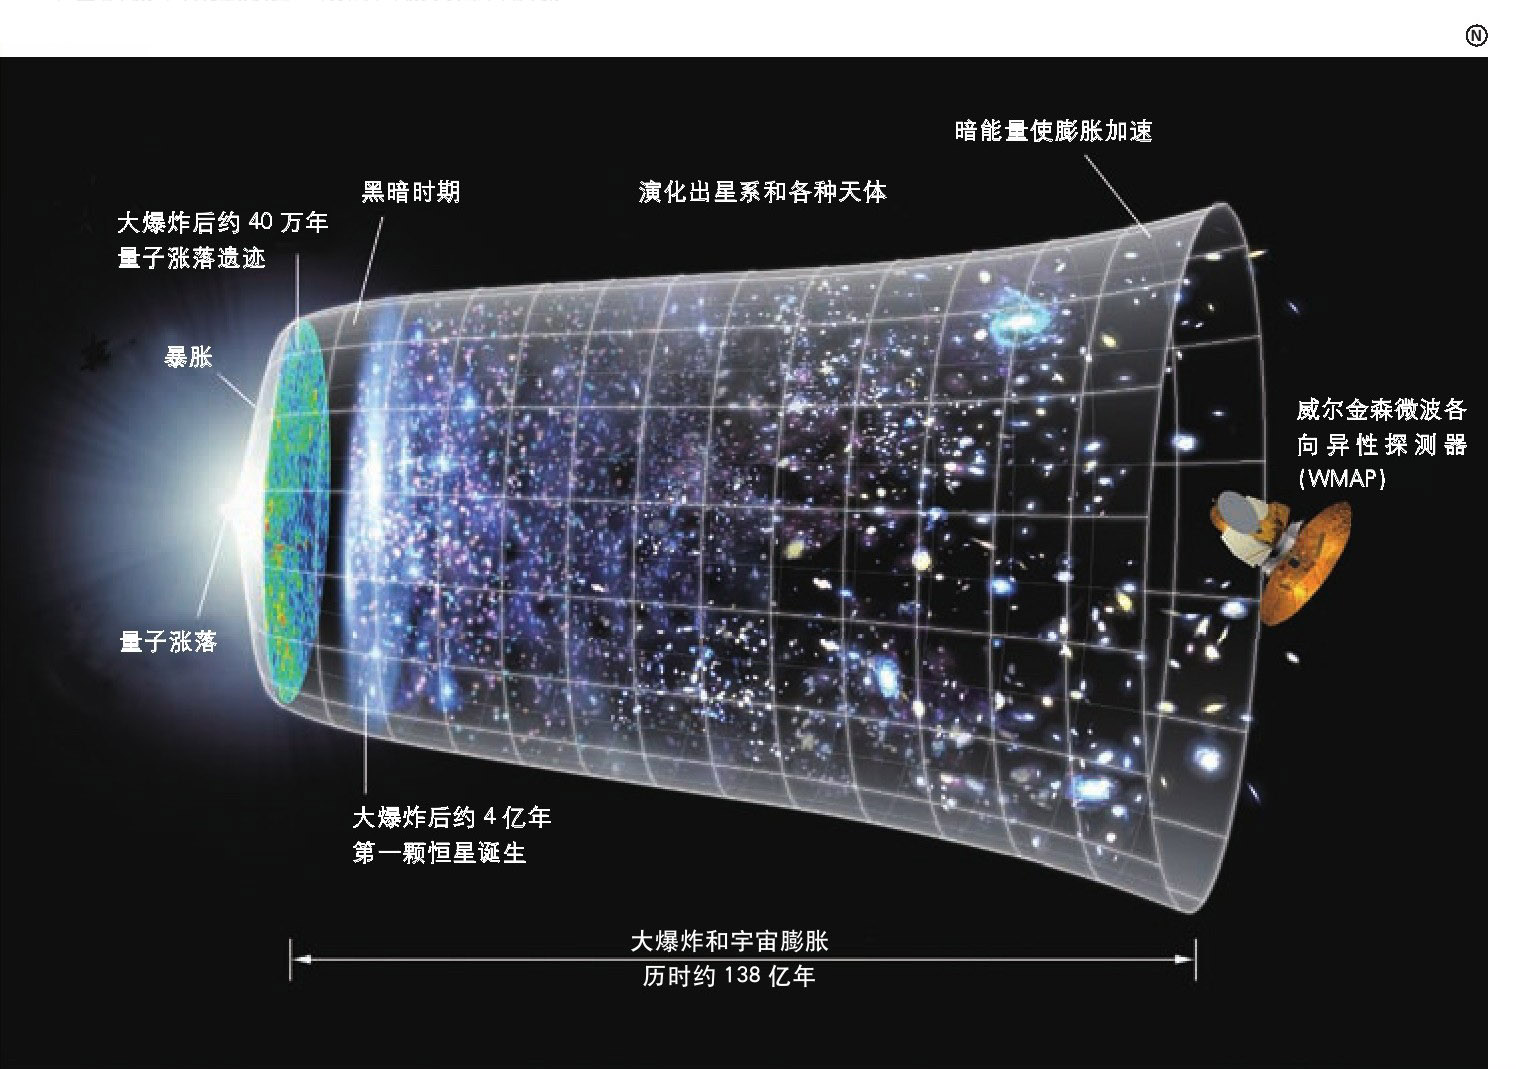 N
暗能量使膨胀加速
黑暗时期
演化出星系和各种天体
大爆炸后约 40 万年
量子涨落遗迹
暴胀
威尔金森微波各
向异性探测器
(WMAP)
量子涨落
大爆炸后约 4 亿年
第一颗恒星诞生
大爆炸和宇宙膨胀
历时约 138 亿年